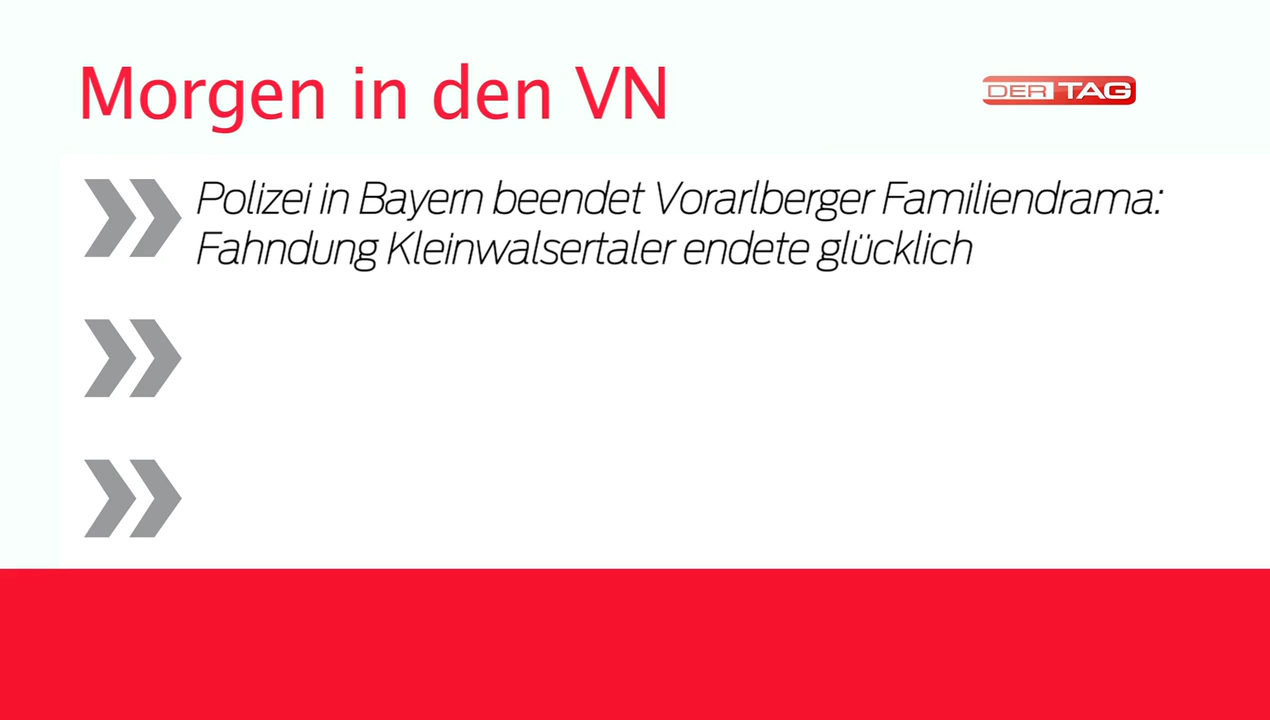 Morgen in den VN
DER TAG
Polizei in Bayern beendet Vorarlberger Familiendrama:
Fahndung Kleinwalsertaler endete glücklich